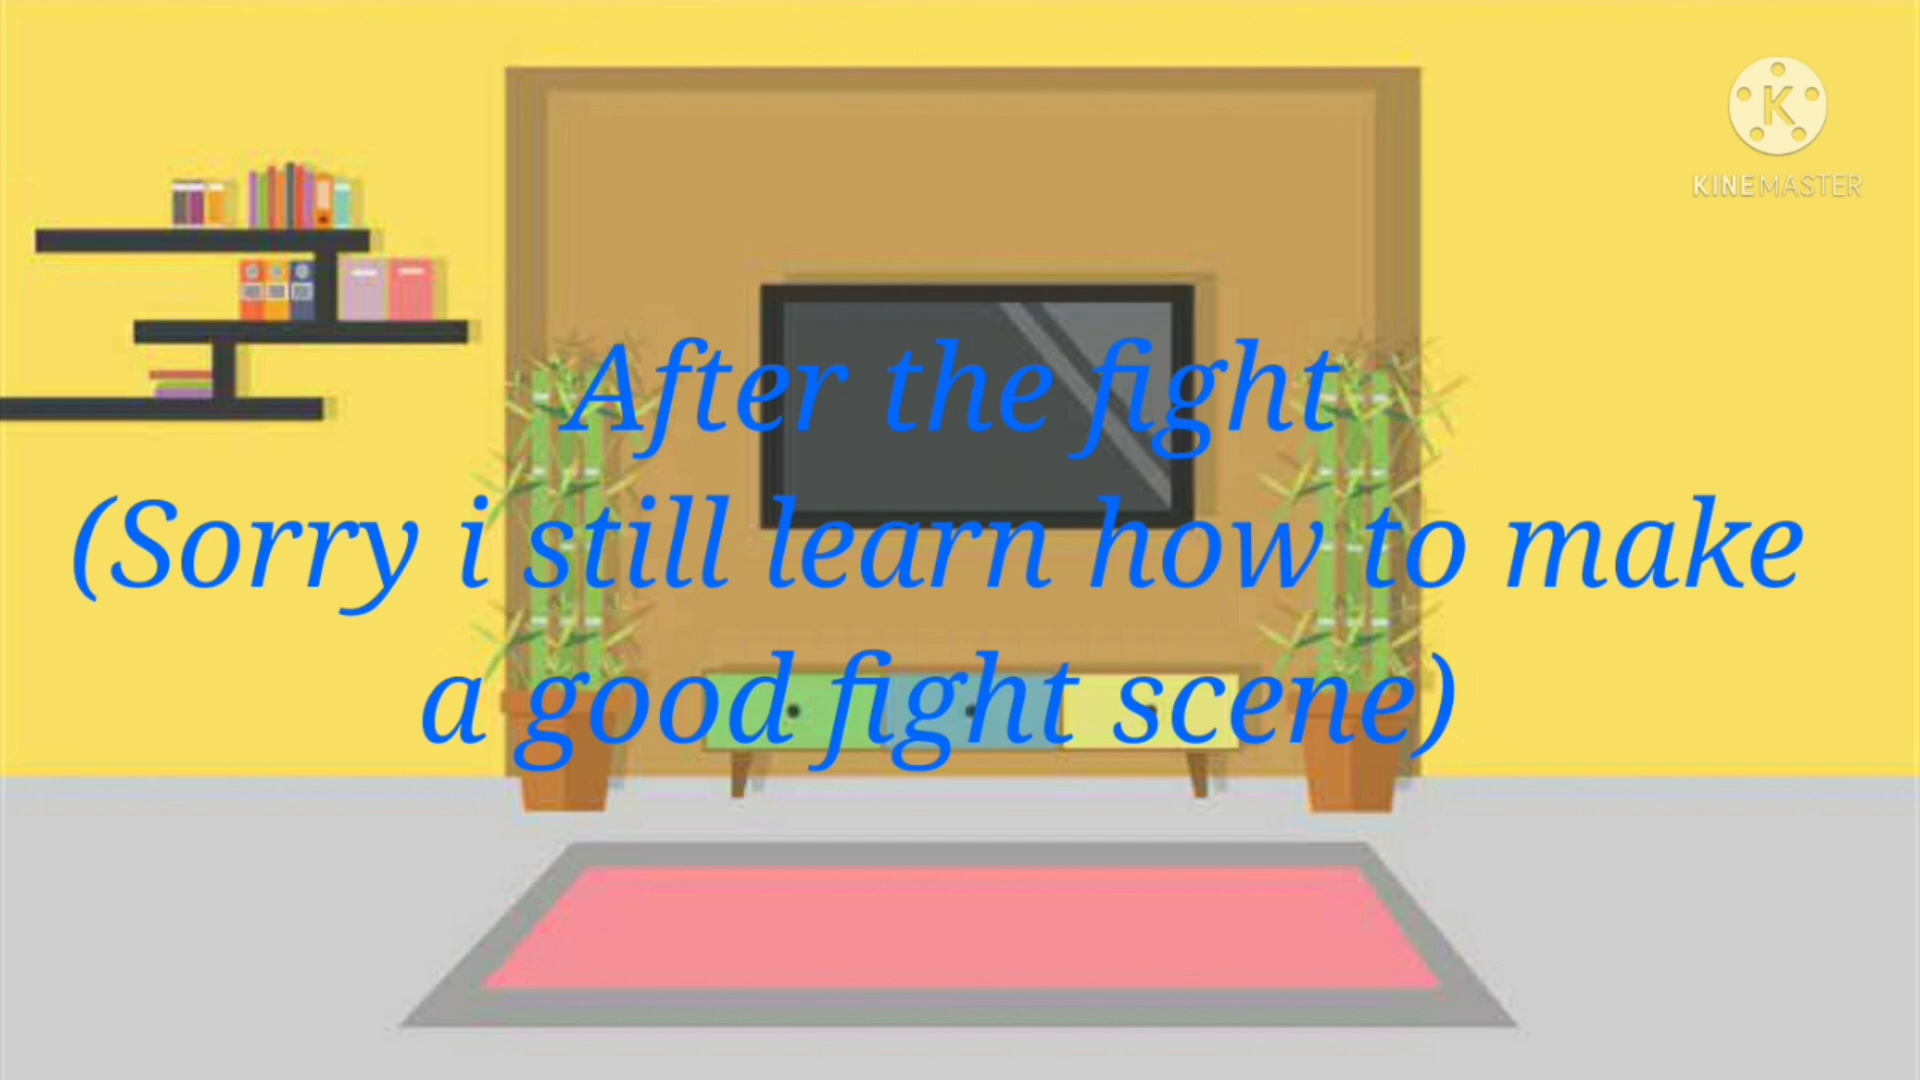 K
KINEMASTER
After the fight
(Sorry i still learn how to make
a good fight scene)